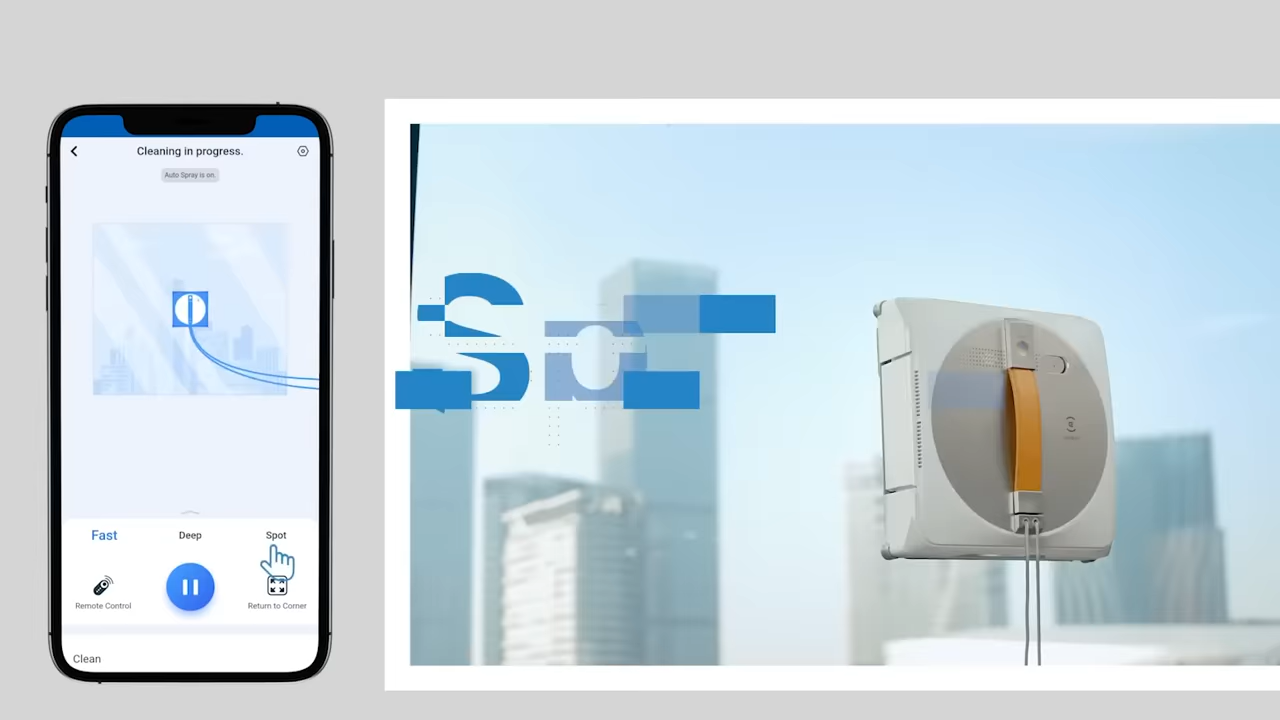 Cleaning in progress.
Auto Spray is on.
Fast Deep Spot
Remote Control Return to Corner
Clean